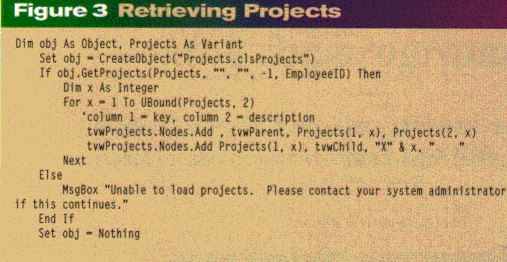 Figure 3 Retrieving Projects
Dim obj As Object, Projects As Variant
Set obj = CreateObject("Projects.clsProjects")
If obj.GetProjects(Projects, "", "", -1, EmployeeID) Then
Dim x As Integer
For x = 1 To UBound(Projects, 2)
'column 1 = key, column 2 = description
tvwProjects.Nodes.Add , tvwParent, Projects(1, x), Projects(2, x)
tvwProjects.Nodes.Add Projects(1, x), tvwChild, "X" & x, " "
Next
Else
MsgBox "Unable to load projects. Please contact your system administrator
if this continues."
End If
Set obj = Nothing